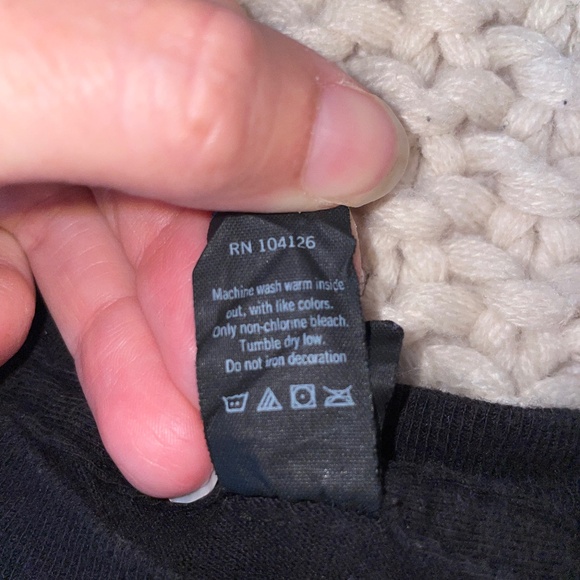 RN 104126
Machine wash warm inside
out, with like colors.
Only non-chlorine bleach.
Tumble dry low.
Do not iron decoration